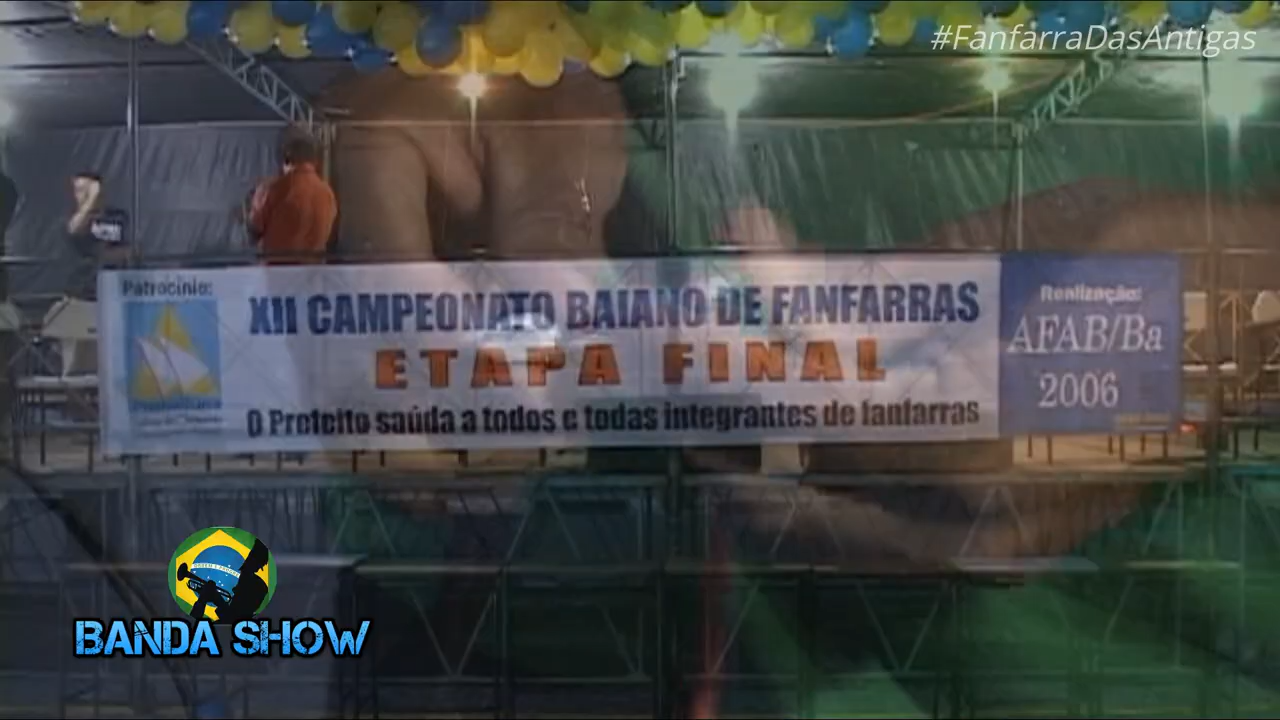 #FanfarraDasAntigas
Patrocínio:
XII CAMPEONATO BAIANO DE FANFARRAS
ETAPA FINAL
O Prefeito saúda a todos e todas integrantes de fanfarras
Realização:
AFAB/Ba
2006
BANDA SHOW